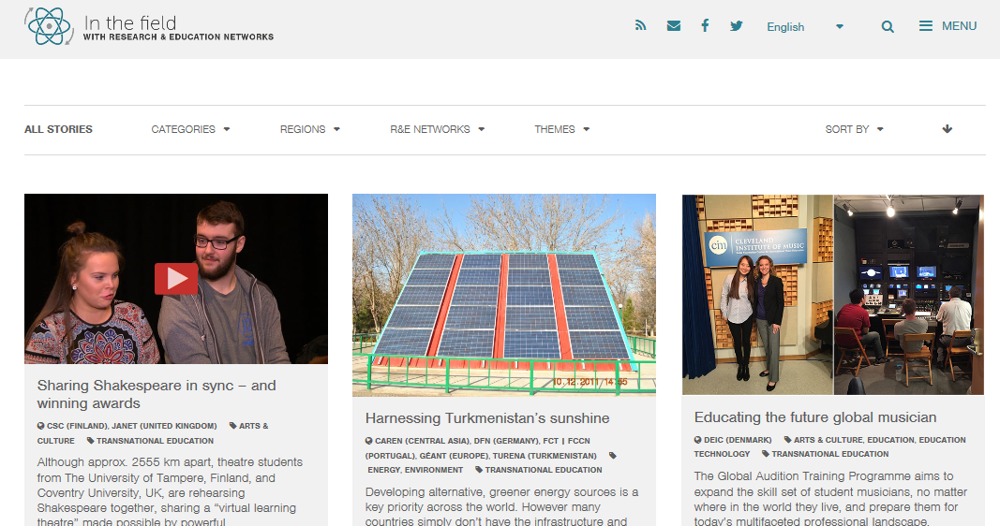 In the field
WITH RESEARCH & EDUCATION NETWORKS
English
MENU
ALL STORIES
CATEGORIES
REGIONS
R&E NETWORKS
THEMES
SORT BY
Sharing Shakespeare in sync – and
winning awards
CSC (FINLAND), JANET (UNITED KINGDOM) ARTS &
CULTURE TRANSNATIONAL EDUCATION
Although approx. 2555 km apart, theatre students
from The University of Tampere, Finland, and
Coventry University, UK, are rehearsing
Shakespeare together, sharing a “virtual learning
theatre” made possible by powerful
10.12.2011/14:55
Harnessing Turkmenistan’s sunshine
CAREN (CENTRAL ASIA), DFN (GERMANY), FCT | FCCN
(PORTUGAL), GÉANT (EUROPE), TURENA (TURKMENISTAN)
ENERGY, ENVIRONMENT TRANSNATIONAL EDUCATION
Developing alternative, greener energy sources is a
key priority across the world. However many
countries simply don’t have the infrastructure and
cim CLEVELAND
INSTITUTE OF MUSIC
Educating the future global musician
DEIC (DENMARK) ARTS & CULTURE, EDUCATION, EDUCATION
TECHNOLOGY TRANSNATIONAL EDUCATION
The Global Audition Training Programme aims to
expand the skill set of student musicians, no matter
where in the world they live, and prepare them for
today’s multifaceted professional landscape.